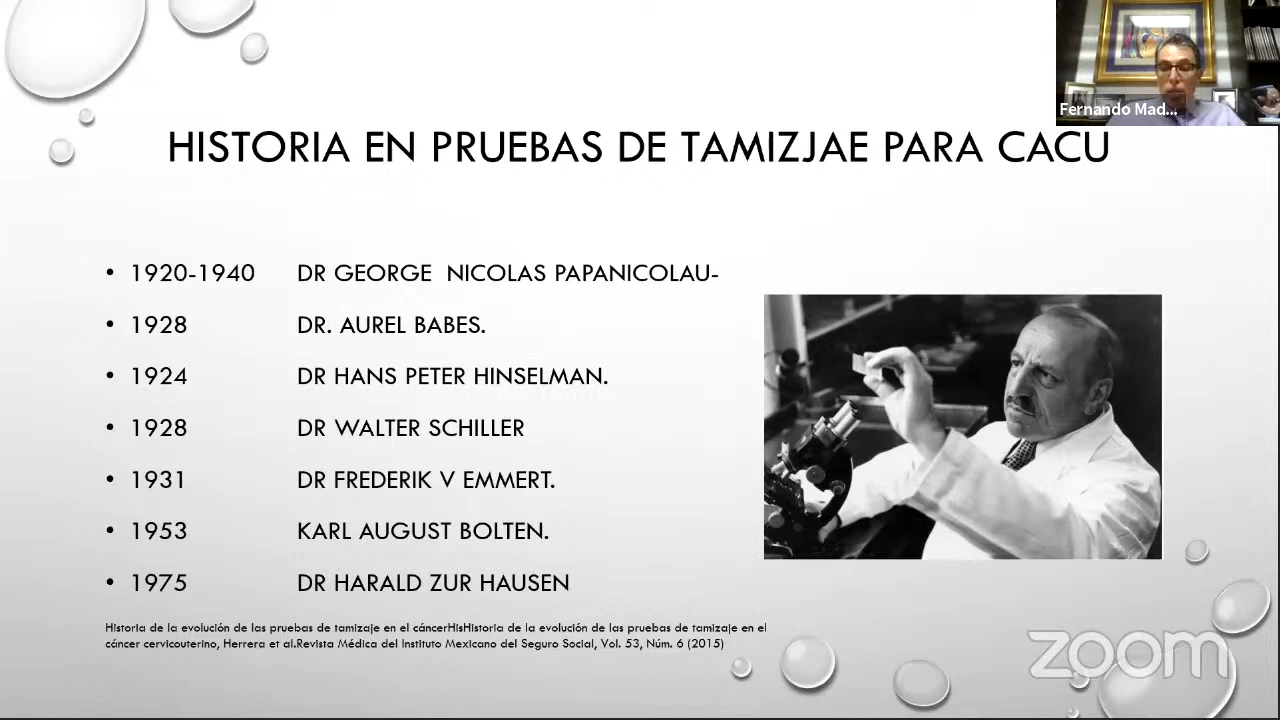 Fernando Mad...
HISTORIA EN PRUEBAS DE TAMIZJAE PARA CACU
• 1920-1940 DR GEORGE NICOLAS PAPANICOLAU-
• 1928 DR. AUREL BABES.
• 1924 DR HANS PETER HINSELMAN.
• 1928 DR WALTER SCHILLER
• 1931 DR FREDERIK V EMMERT.
• 1953 KARL AUGUST BOLTEN.
• 1975 DR HARALD ZUR HAUSEN
Historia de la evolución de las pruebas de tamizaje en el cáncerHisHistoria de la evolución de las pruebas de tamizaje en el
cáncer cervicouterino, Herrera et al.Revista Médica del Instituto Mexicano del Seguro Social, Vol. 53, Núm. 6 (2015)
zoom